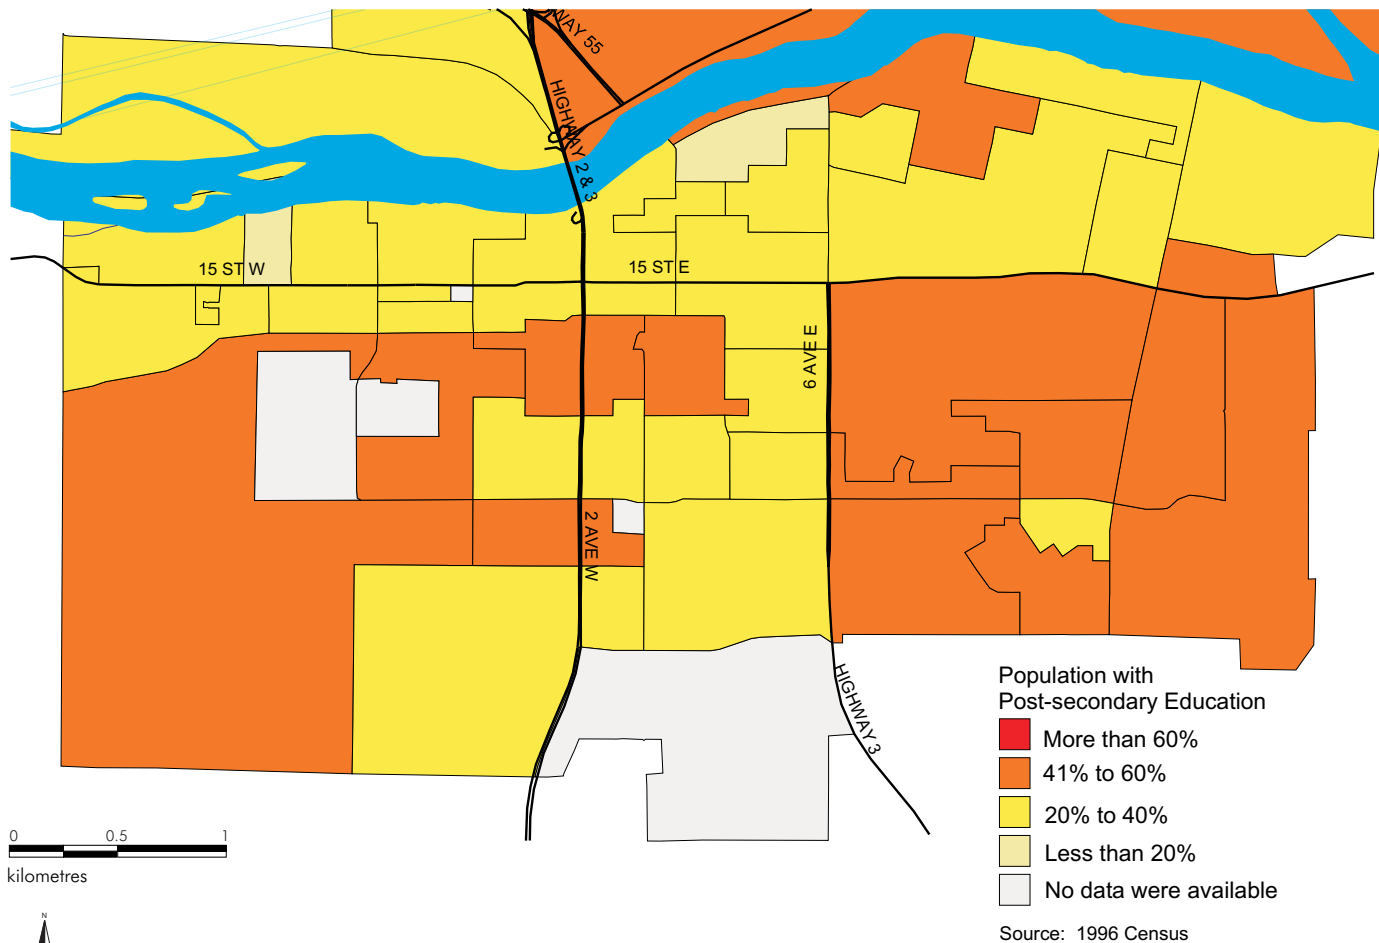 WAY 55
HIGHWAY 2 & 3
15 ST W
15 ST E
6 AVE E
2 AVE W
HIGHWAY 3
Population with
Post-secondary Education
More than 60%
41% to 60%
20% to 40%
Less than 20%
No data were available
Source: 1996 Census
0 0.5 1
kilometres
N